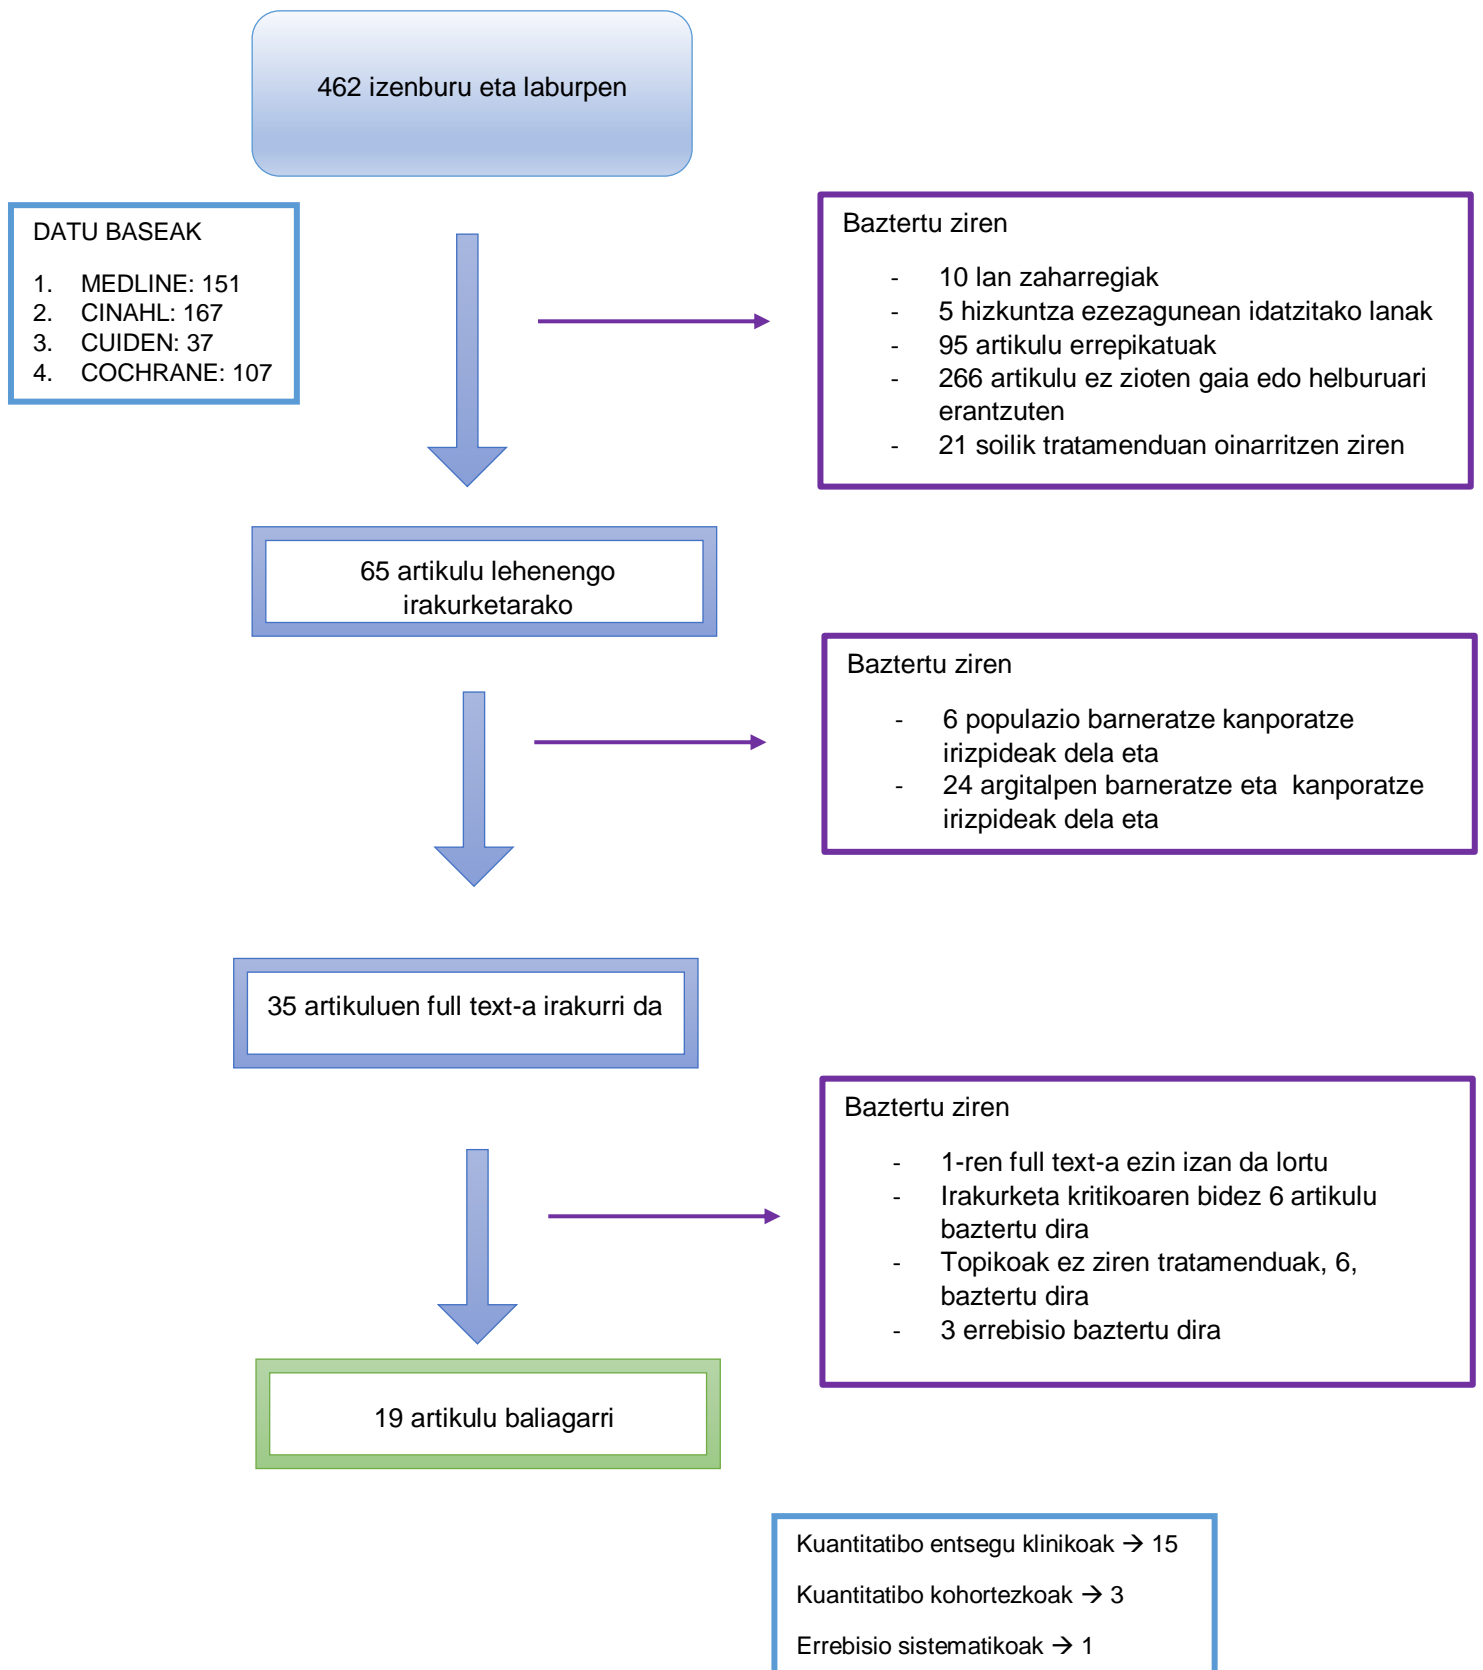 462 izenburu eta laburpen
DATU BASEAK
1. MEDLINE: 151
2. CINAHL: 167
3. CUIDEN: 37
4. COCHRANE: 107
Baztertu ziren
- 10 lan zaharregiak
- 5 hizkuntza ezezagunean idatzitako lanak
- 95 artikulu errepikatuak
- 266 artikulu ez zioten gaia edo helburuari
erantzuten
- 21 soilik tratamenduan oinarritzen ziren
65 artikulu lehenengo
irakurketarako
Baztertu ziren
- 6 populazio barneratze kanporatze
irizpideak dela eta
- 24 argitalpen barneratze eta kanporatze
irizpideak dela eta
35 artikuluen full text-a irakurri da
Baztertu ziren
- 1-ren full text-a ezin izan da lortu
- Irakurketa kritikoaren bidez 6 artikulu
baztertu dira
- Topikoak ez ziren tratamenduak, 6,
baztertu dira
- 3 errebisio baztertu dira
19 artikulu baliagarri
Kuantitatibo entsegu klinikoak → 15
Kuantitatibo kohortezkoak → 3
Errebisio sistematikoak → 1